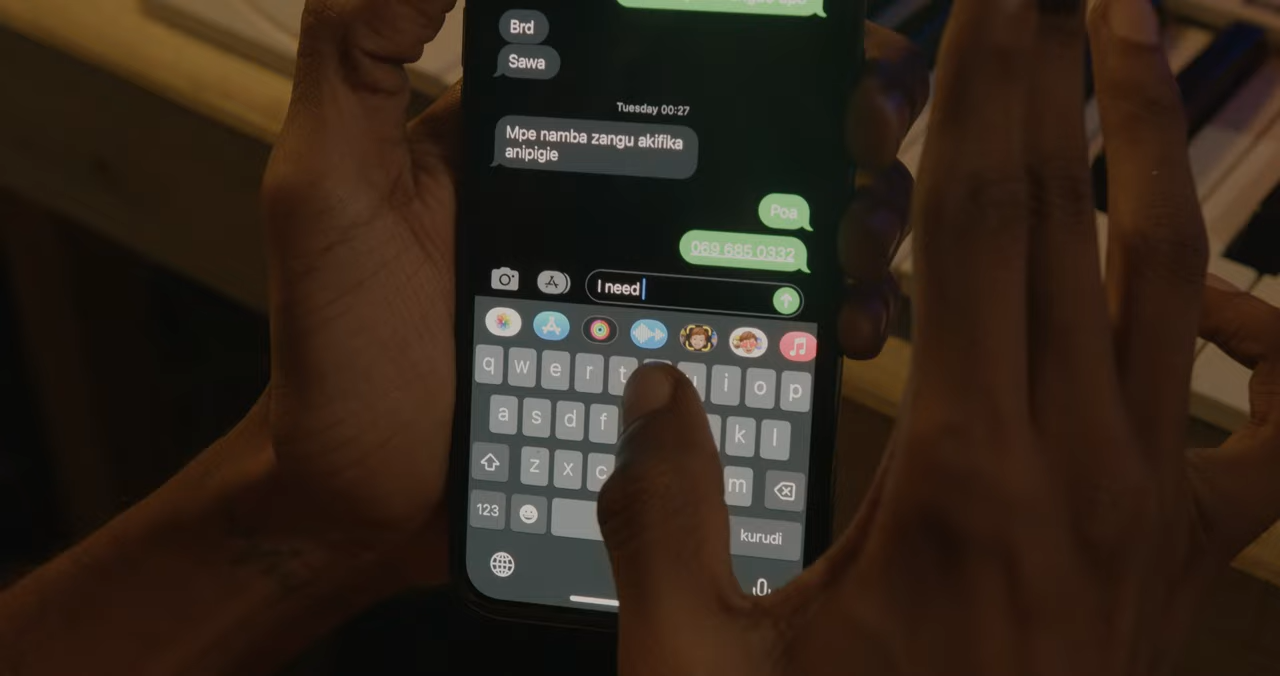 Brd
Sawa
Tuesday 00:27
Mpe namba zangu akifika
anipigie
Poa
069 685 0332
I need
q w e r t u i o p
a s d f k l
z x c m
123
kurudi